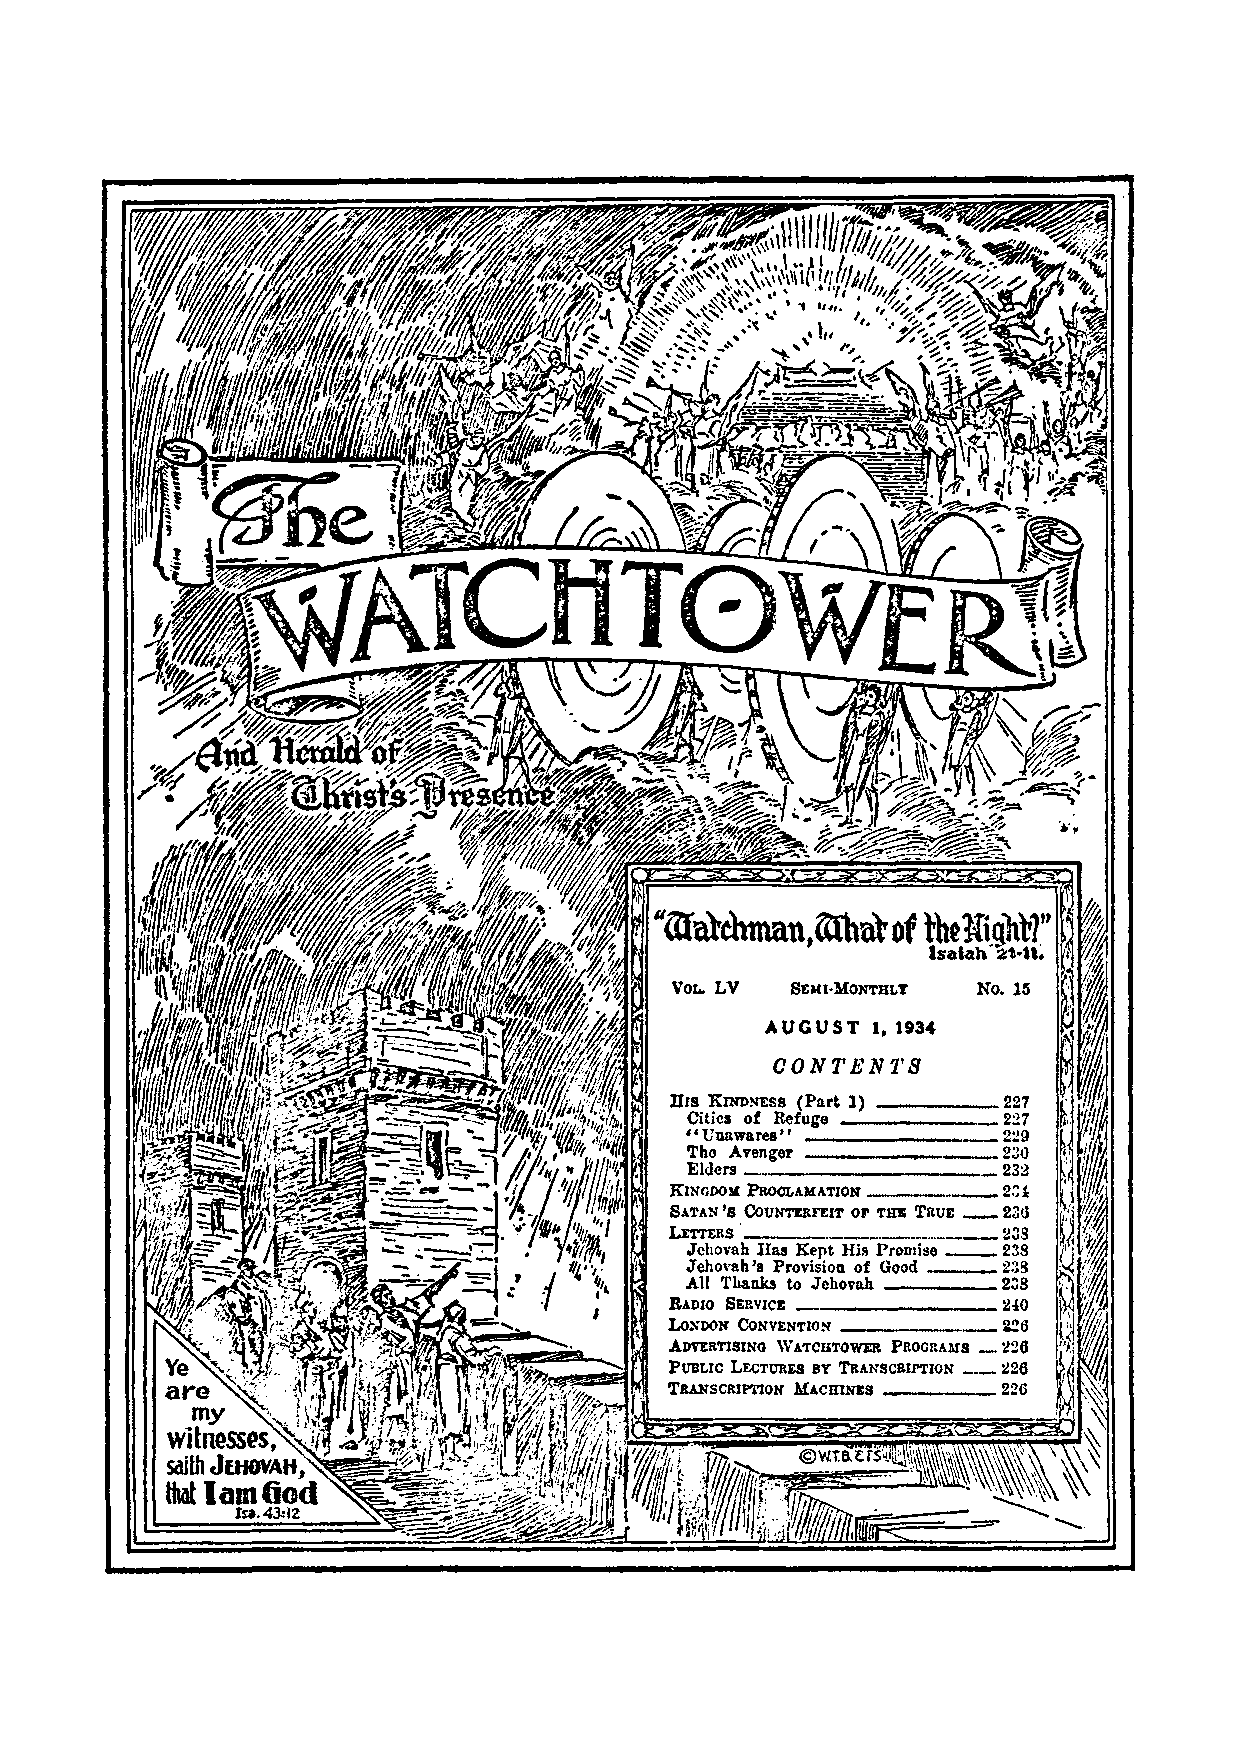 The
WATCHTOWER
And Herald of
Christ's Presence
"Watchman, What of the Night?"
Isaiah 21-11.
VOL. LV SEMI-MONTHLY No. 15
AUGUST 1, 1934
CONTENTS
HIS KINDNESS (Part 1) 227
Cities of Refuge 227
"Unawares" 229
The Avenger 230
Elders 232
KINGDOM PROCLAMATION 234
SATAN'S COUNTERFEIT OF THE TRUE 236
LETTERS 238
Jehovah Has Kept His Promise 238
Jehovah's Provision of Good 238
All Thanks to Jehovah 238
RADIO SERVICE 240
LONDON CONVENTION 226
ADVERTISING WATCHTOWER PROGRAMS 226
PUBLIC LECTURES BY TRANSCRIPTION 226
TRANSCRIPTION MACHINES 226
©W.T.B.&T.S.
Ye
are
my
witnesses,
saith JEHOVAH,
that I am God
Isa. 43:12